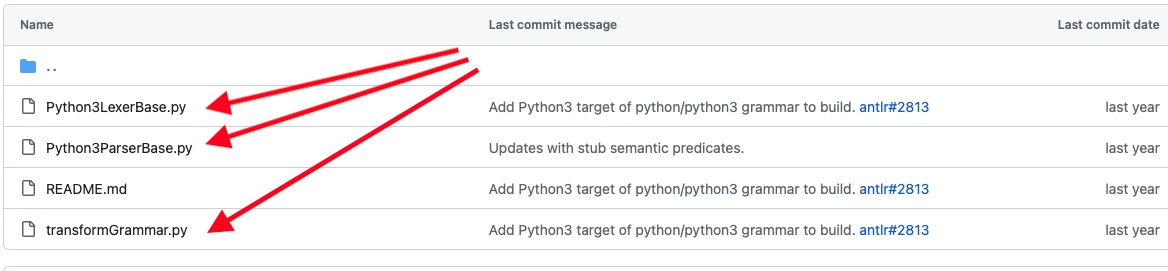 Name Last commit message Last commit date
..
Python3LexerBase.py Add Python3 target of python/python3 grammar to build. antlr#2813 last year
Python3ParserBase.py Updates with stub semantic predicates. last year
README.md Add Python3 target of python/python3 grammar to build. antlr#2813 last year
transformGrammar.py Add Python3 target of python/python3 grammar to build. antlr#2813 last year